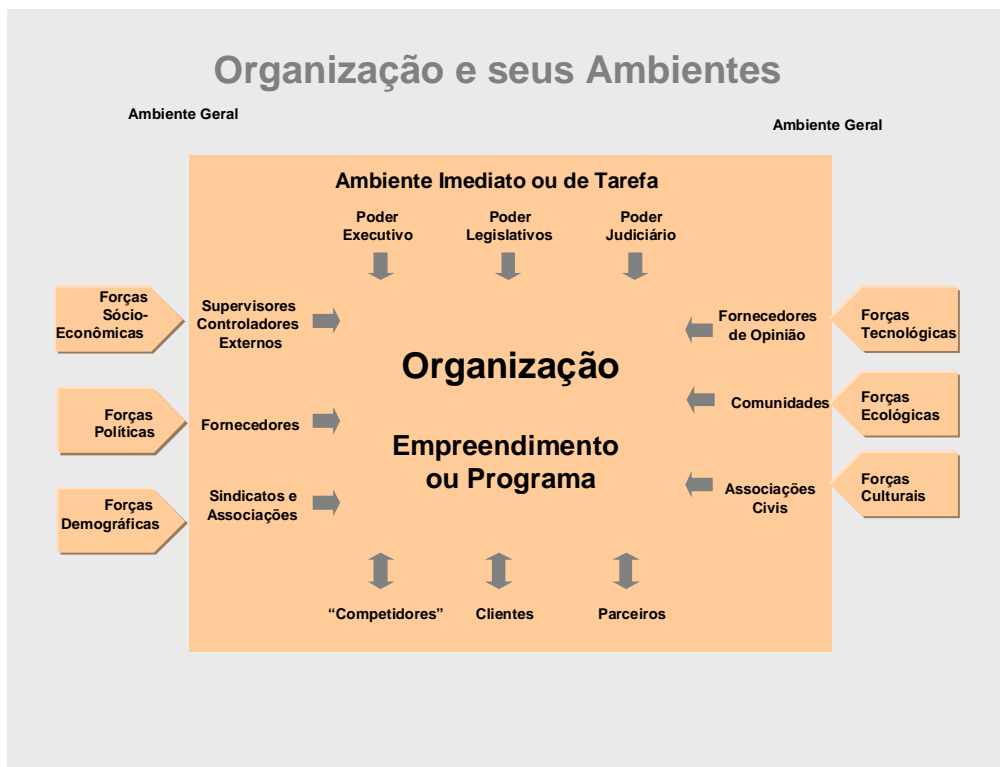 Organização e seus Ambientes
Ambiente Geral
Ambiente Geral
Ambiente Imediato ou de Tarefa
Poder
Executivo
Poder
Legislativos
Poder
Judiciário
Forças
Sócio-
Econômicas
Supervisores
Controladores
Externos
Fornecedores
de Opinião
Forças
Tecnológicas
Organização
Forças
Políticas
Fornecedores
Comunidades
Forças
Ecológicas
Empreendimento
ou Programa
Forças
Demográficas
Sindicatos e
Associações
Associações
Civis
Forças
Culturais
“Competidores”
Clientes
Parceiros